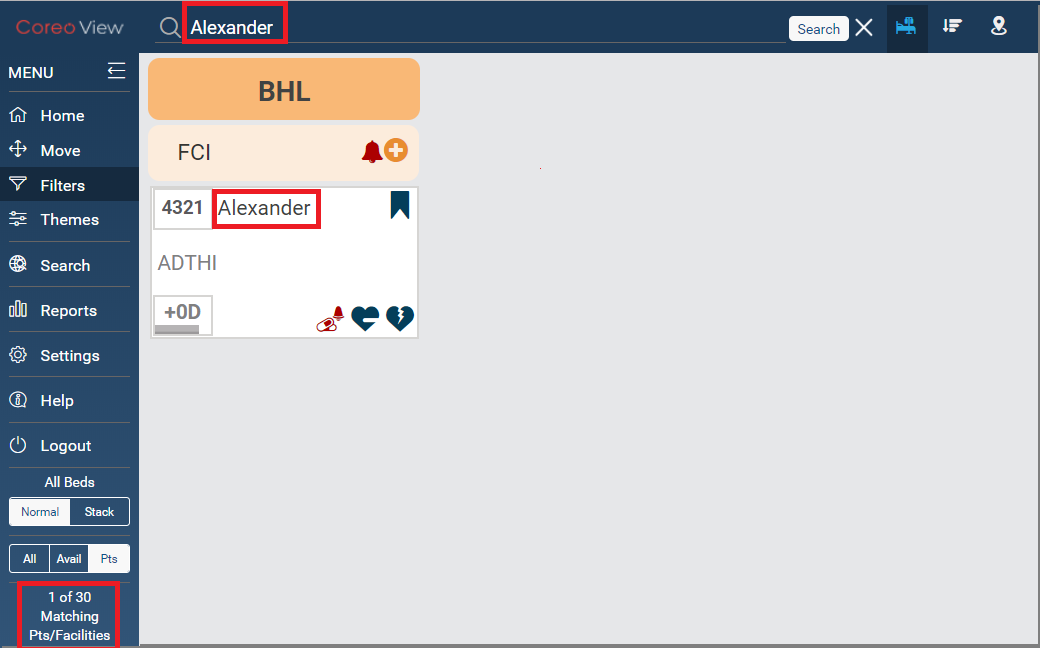 Coreo View
Alexander
Search
MENU
Home
Move
Filters
Themes
Search
Reports
Settings
Help
Logout
All Beds
Normal Stack
All Avail Pts
1 of 30
Matching
Pts/Facilities
BHL
FCI
4321 Alexander
ADTHI
+0D